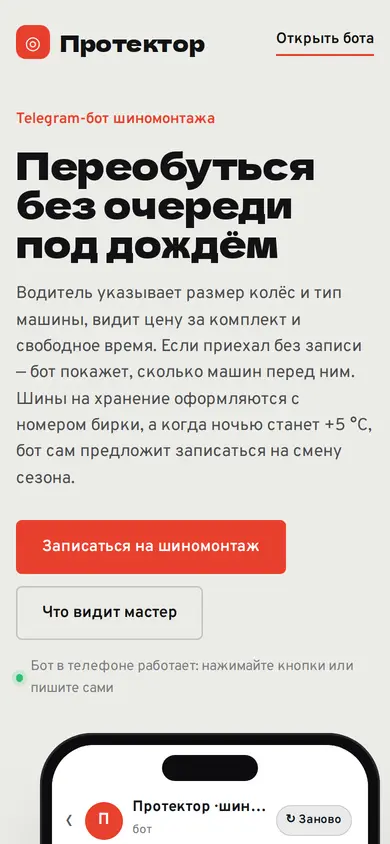 Протектор
Открыть бота
Telegram-бот шиномонтажа
Переобуться
без очереди
под дождём
Водитель указывает размер колёс и тип
машины, видит цену за комплект и
свободное время. Если приехал без записи
— бот покажет, сколько машин перед ним.
Шины на хранение оформляются с
номером бирки, а когда ночью станет +5 °C,
бот сам предложит записаться на смену
сезона.
Записаться на шиномонтаж
Что видит мастер
Бот в телефоне работает: нажимайте кнопки или
пишите сами
П
Протектор ·шин...
бот
↻ Заново